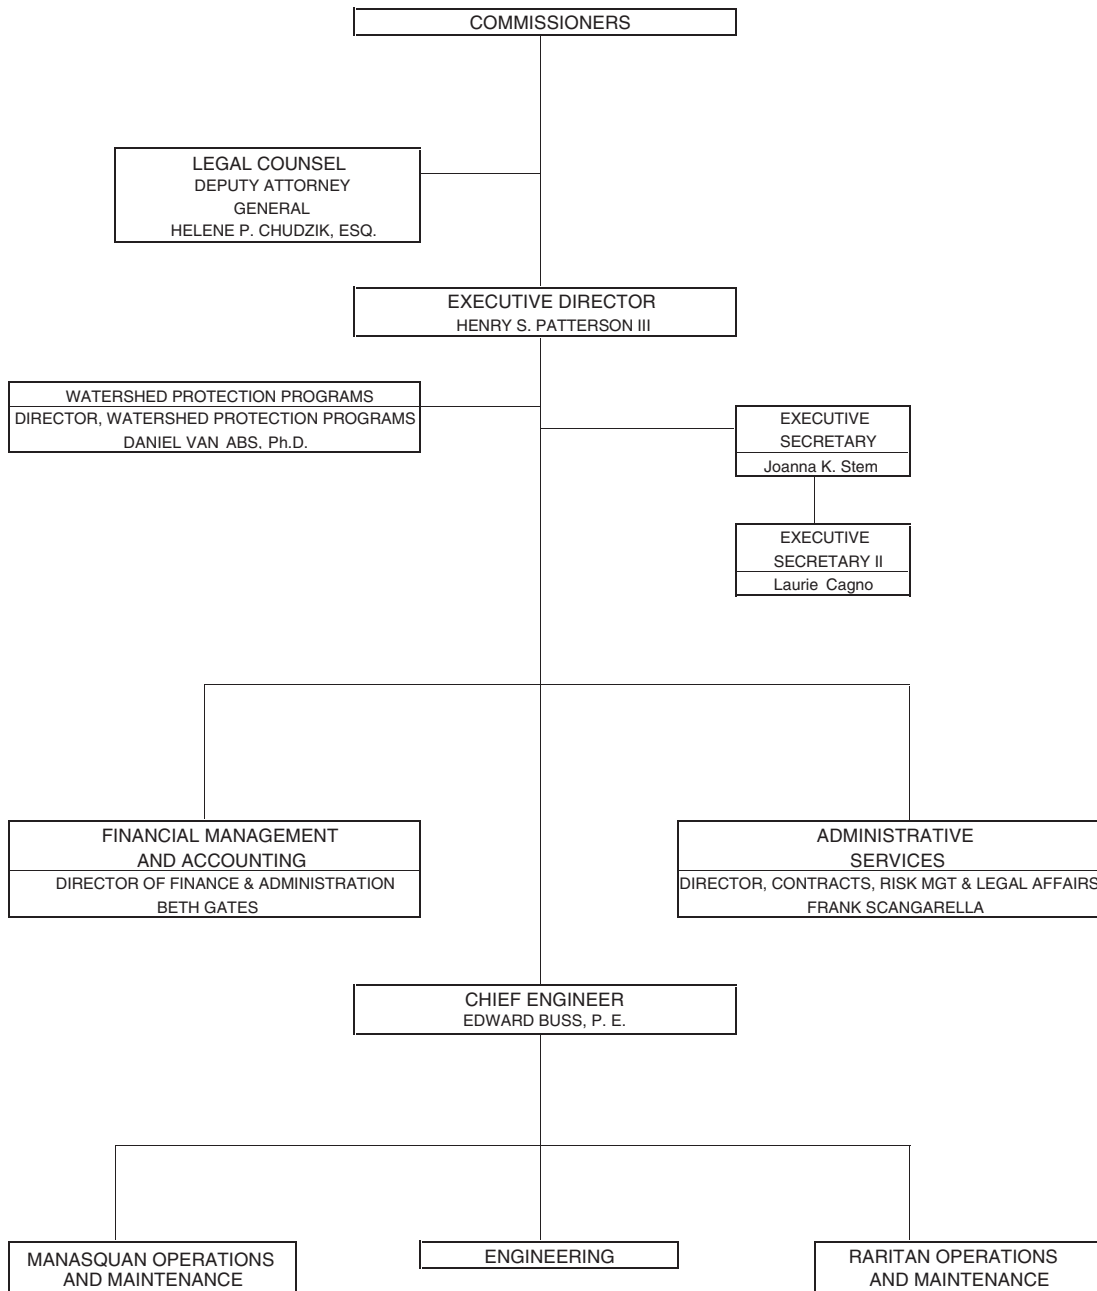 COMMISSIONERS
LEGAL COUNSEL
DEPUTY ATTORNEY
GENERAL
HELENE P. CHUDZIK, ESQ.
EXECUTIVE DIRECTOR
HENRY S. PATTERSON III
WATERSHED PROTECTION PROGRAMS
DIRECTOR, WATERSHED PROTECTION PROGRAMS
DANIEL VAN ABS, Ph.D.
EXECUTIVE
SECRETARY
Joanna K. Stem
EXECUTIVE
SECRETARY II
Laurie Cagno
FINANCIAL MANAGEMENT
AND ACCOUNTING
DIRECTOR OF FINANCE & ADMINISTRATION
BETH GATES
ADMINISTRATIVE
SERVICES
DIRECTOR, CONTRACTS, RISK MGT & LEGAL AFFAIRS
FRANK SCANGARELLA
CHIEF ENGINEER
EDWARD BUSS, P. E.
MANASQUAN OPERATIONS
AND MAINTENANCE
ENGINEERING
RARITAN OPERATIONS
AND MAINTENANCE